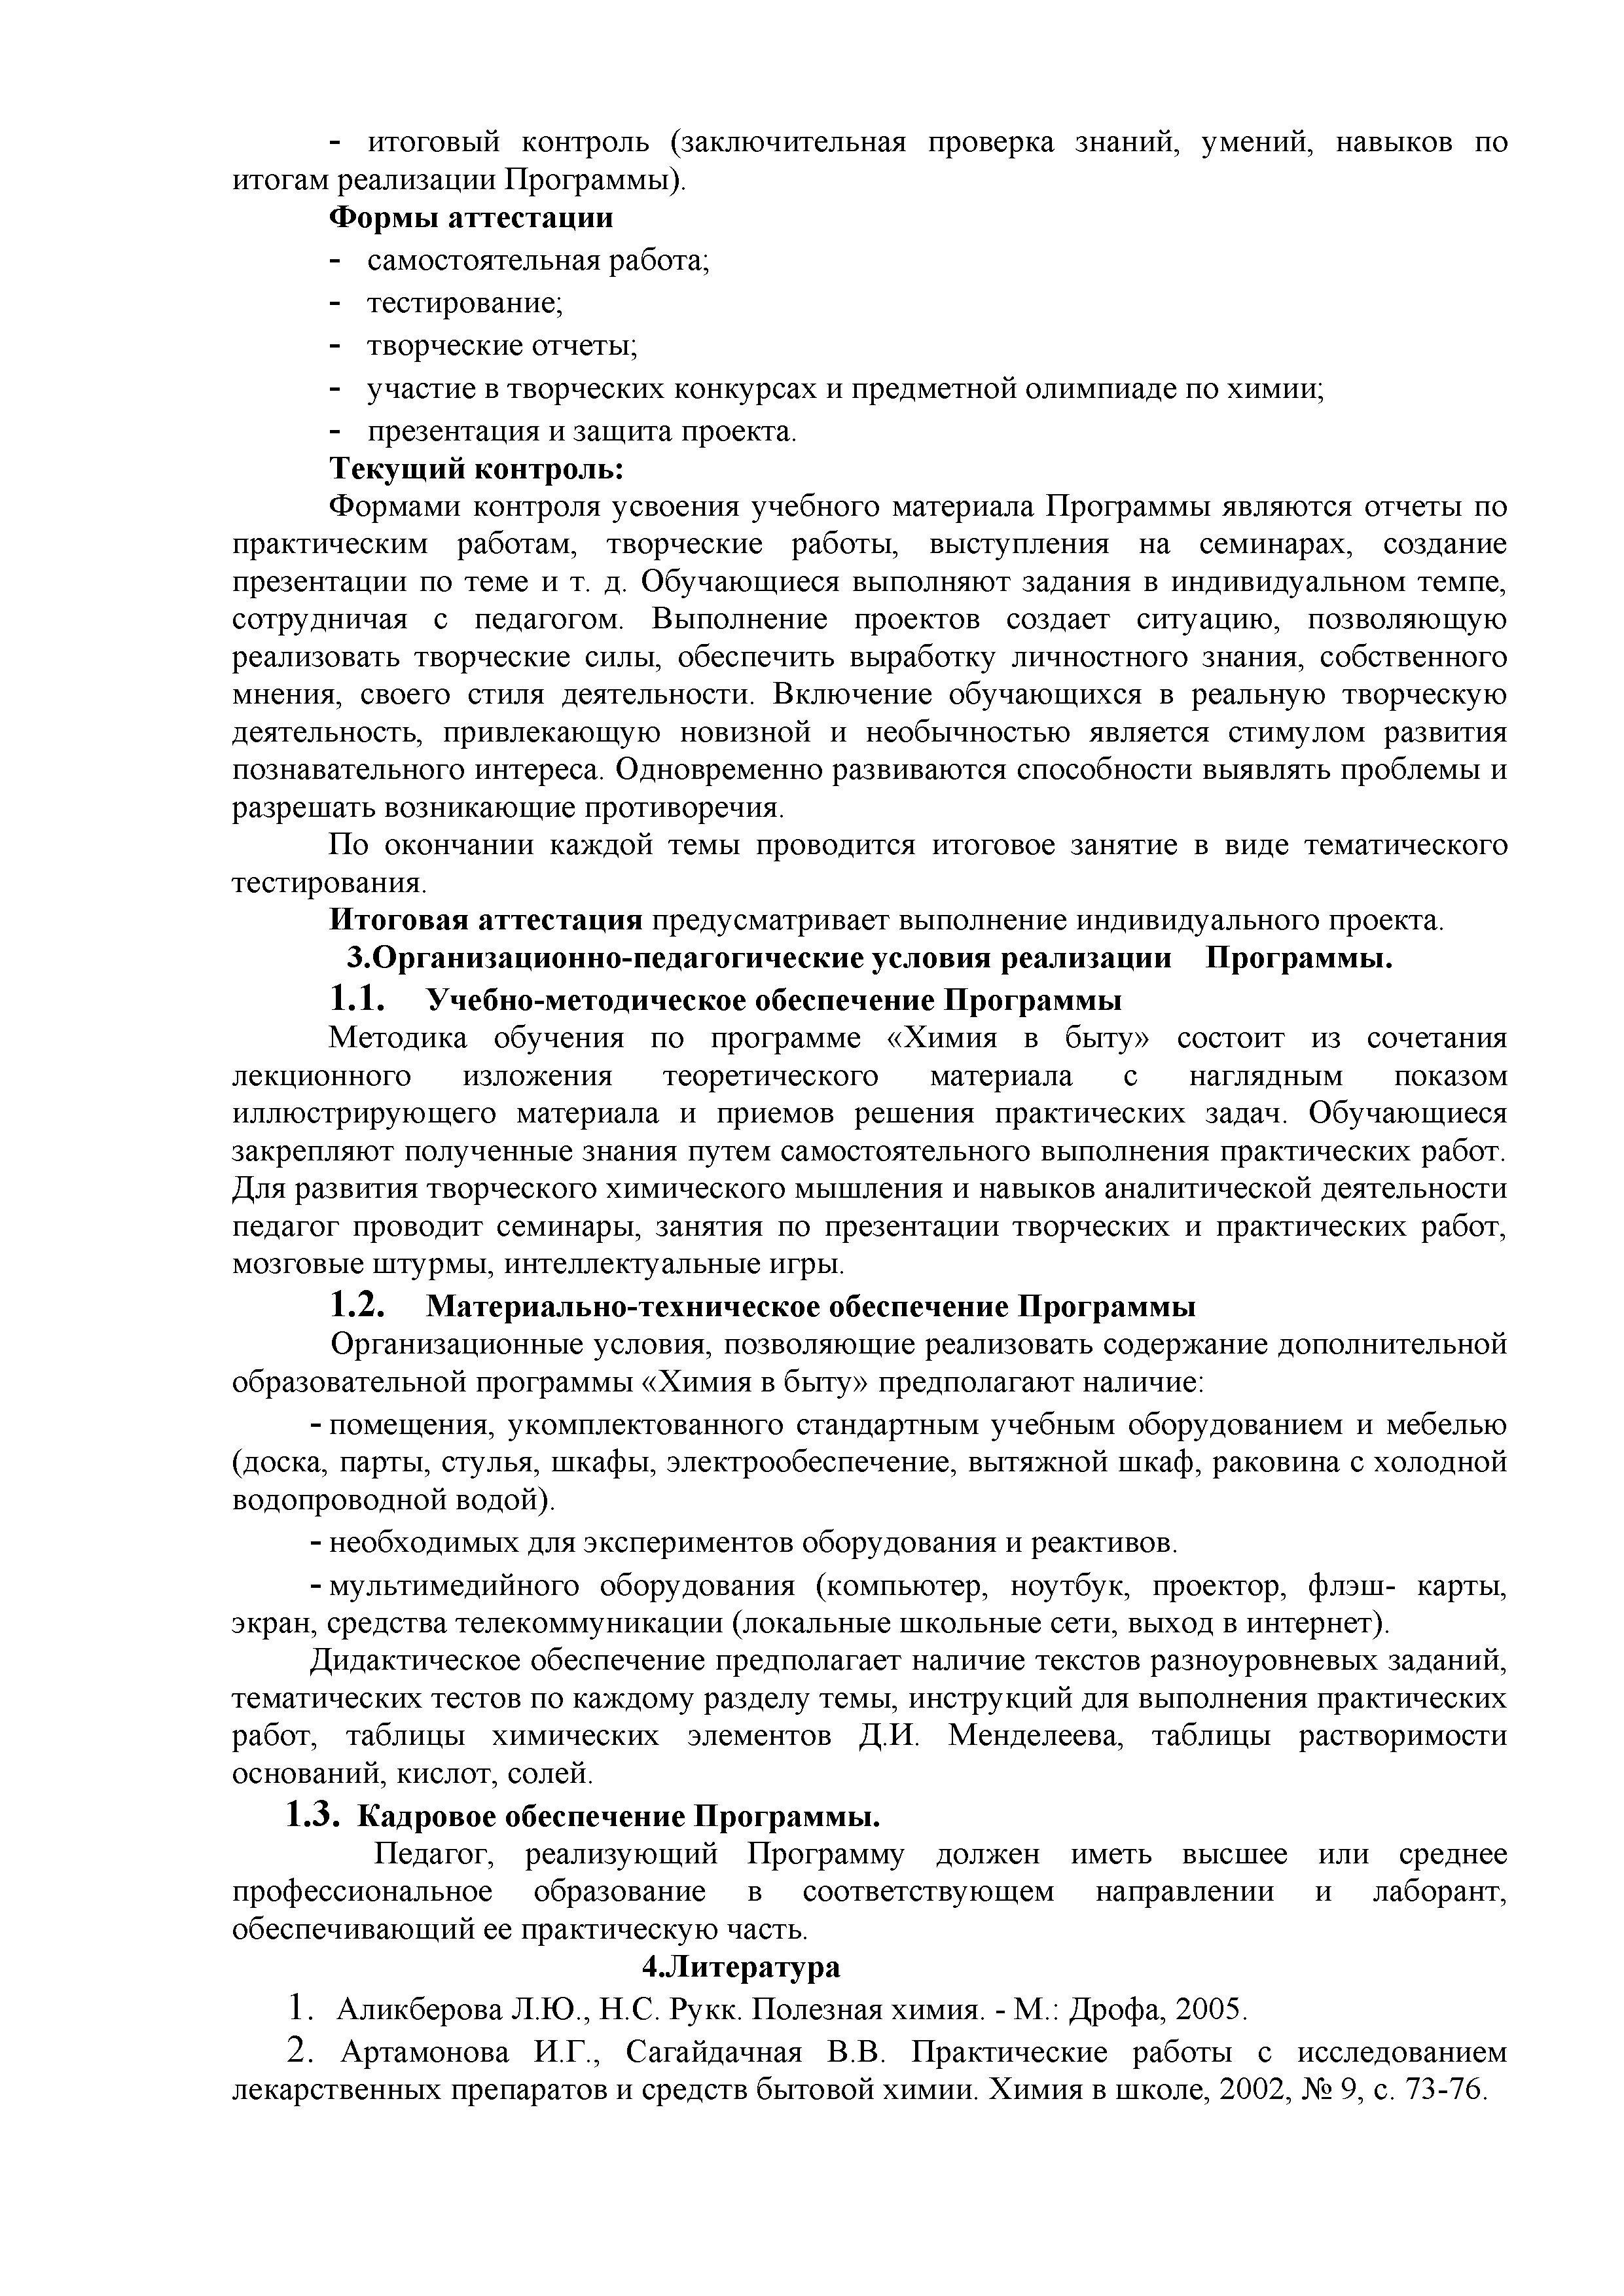 - итоговый контроль (заключительная проверка знаний, умений, навыков по
итогам реализации Программы).
Формы аттестации
- самостоятельная работа;
- тестирование;
- творческие отчеты;
- участие в творческих конкурсах и предметной олимпиаде по химии;
- презентация и защита проекта.
Текущий контроль:
Формами контроля усвоения учебного материала Программы являются отчеты по
практическим работам, творческие работы, выступления на семинарах, создание
презентации по теме и т. д. Обучающиеся выполняют задания в индивидуальном темпе,
сотрудничая с педагогом. Выполнение проектов создает ситуацию, позволяющую
реализовать творческие силы, обеспечить выработку личностного знания, собственного
мнения, своего стиля деятельности. Включение обучающихся в реальную творческую
деятельность, привлекающую новизной и необычностью является стимулом развития
познавательного интереса. Одновременно развиваются способности выявлять проблемы и
разрешать возникающие противоречия.
По окончании каждой темы проводится итоговое занятие в виде тематического
тестирования.
Итоговая аттестация предусматривает выполнение индивидуального проекта.
3.Организационно-педагогические условия реализации Программы.
1.1. Учебно-методическое обеспечение Программы
Методика обучения по программе «Химия в быту» состоит из сочетания
лекционного изложения теоретического материала с наглядным показом
иллюстрирующего материала и приемов решения практических задач. Обучающиеся
закрепляют полученные знания путем самостоятельного выполнения практических работ.
Для развития творческого химического мышления и навыков аналитической деятельности
педагог проводит семинары, занятия по презентации творческих и практических работ,
мозговые штурмы, интеллектуальные игры.
1.2. Материально-техническое обеспечение Программы
Организационные условия, позволяющие реализовать содержание дополнительной
образовательной программы «Химия в быту» предполагают наличие:
- помещения, укомплектованного стандартным учебным оборудованием и мебелью
(доска, парты, стулья, шкафы, электрообеспечение, вытяжной шкаф, раковина с холодной
водопроводной водой).
- необходимых для экспериментов оборудования и реактивов.
- мультимедийного оборудования (компьютер, ноутбук, проектор, флэш- карты,
экран, средства телекоммуникации (локальные школьные сети, выход в интернет).
Дидактическое обеспечение предполагает наличие текстов разноуровневых заданий,
тематических тестов по каждому разделу темы, инструкций для выполнения практических
работ, таблицы химических элементов Д.И. Менделеева, таблицы растворимости
оснований, кислот, солей.
1.3. Кадровое обеспечение Программы.
Педагог, реализующий Программу должен иметь высшее или среднее
профессиональное образование в соответствующем направлении и лаборант,
обеспечивающий ее практическую часть.
4.Литература
1. Аликберова Л.Ю., Н.С. Рукк. Полезная химия. - М.: Дрофа, 2005.
2. Артамонова И.Г., Сагайдачная В.В. Практические работы с исследованием
лекарственных препаратов и средств бытовой химии. Химия в школе, 2002, № 9, с. 73-76.